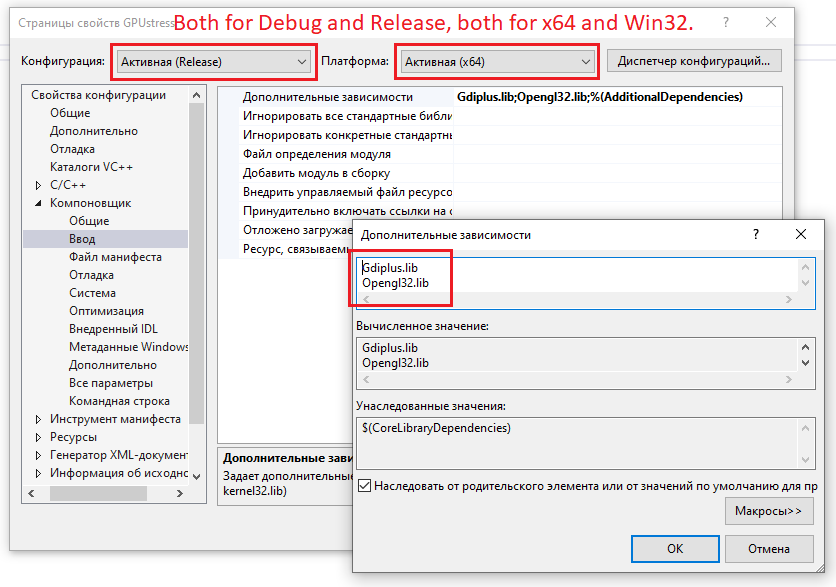 Страницы свойств GPUstress
Both for Debug and Release, both for x64 and Win32.
Конфигурация:
Активная (Release)
Платформа:
Активная (x64)
Диспетчер конфигураций...
Свойства конфигурации
Общие
Дополнительно
Отладка
Каталоги VC++
C/C++
Компоновщик
Общие
Ввод
Файл манифеста
Отладка
Система
Оптимизация
Внедренный IDL
Метаданные Windows
Дополнительно
Все параметры
Командная строка
Инструмент манифеста
Ресурсы
Генератор XML-документ
Информация об исходно
Дополнительные зависимости
Gdiplus.lib;Opengl32.lib;%(AdditionalDependencies)
Игнорировать все стандартные библи
Игнорировать конкретные стандартны
Файл определения модуля
Добавить модуль в сборку
Внедрить управляемый файл ресурсо
Принудительно включать ссылки на с
Отложено загружае
Ресурс, связываемы
Дополнительные зави
Задает дополнительные
kernel32.lib)
Дополнительные зависимости
?
Gdiplus.lib
Opengl32.lib
Вычисленное значение:
Gdiplus.lib
Opengl32.lib
Унаследованные значения:
$(CoreLibraryDependencies)
Наследовать от родительского элемента или от значений по умолчанию для пр
Макросы>>
OK
Отмена